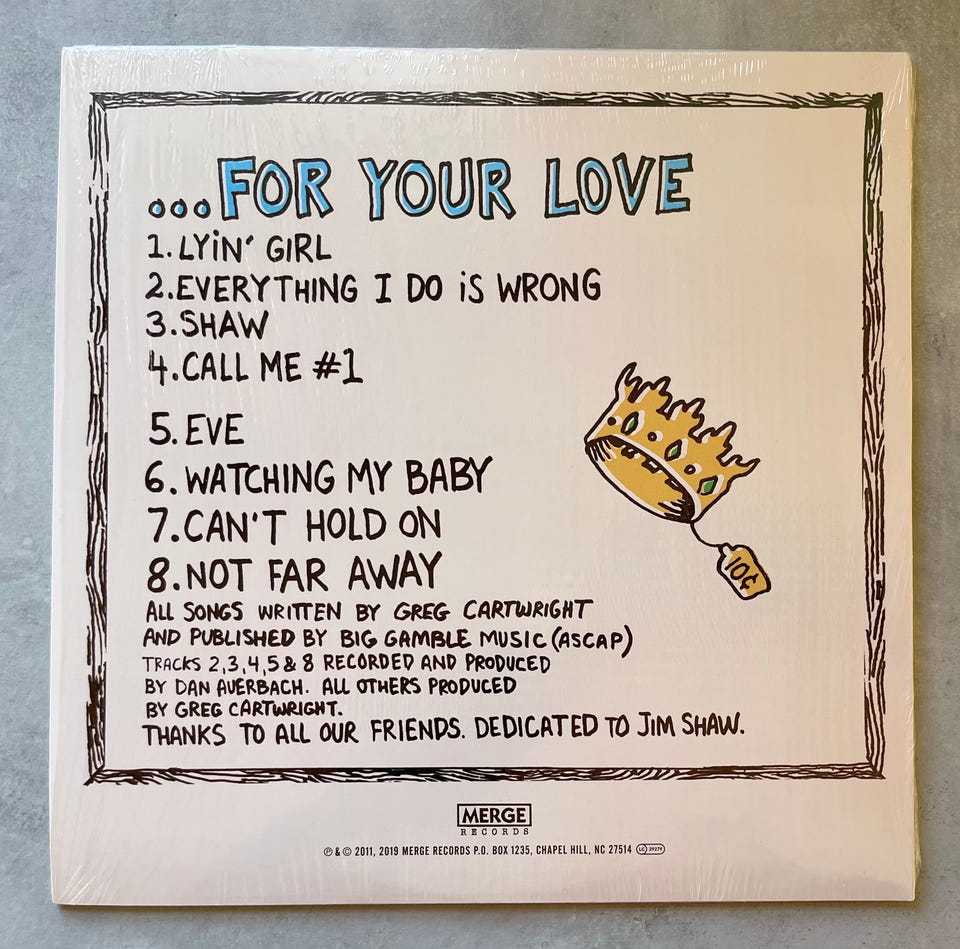 ...FOR YOUR LOVE
1. LYiN' GIRL
2. EVERYTHING I DO iS WRONG
3. SHAW
4. CALL ME #1
5. EVE
6. WATCHING MY BABY
7. CAN'T HOLD ON
8. NOT FAR AWAY
10¢
ALL SONGS WRITTEN BY GREG CARTWRIGHT
AND PUBLISHED BY BIG GAMBLE MUSIC (ASCAP)
TRACKS 2,3,4,5 & 8 RECORDED AND PRODUCED
BY DAN AUERBACH. ALL OTHERS PRODUCED
BY GREG CARTWRIGHT.
THANKS TO ALL OUR FRIENDS. DEDICATED TO JiM SHAW.
MERGE
RECORDS
℗ & © 2011, 2019 MERGE RECORDS P.O. BOX 1235, CHAPEL HILL, NC 27514 LC 29279